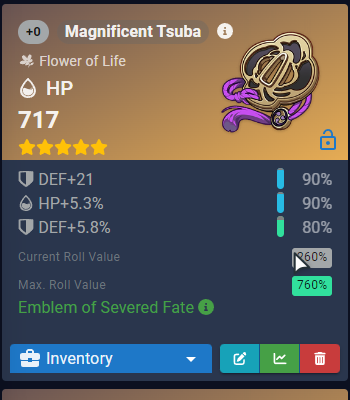 +0 Magnificent Tsuba
Flower of Life
HP
717
DEF+21 90%
HP+5.3% 90%
DEF+5.8% 80%
Current Roll Value
Max. Roll Value 760%
Emblem of Severed Fate
Inventory